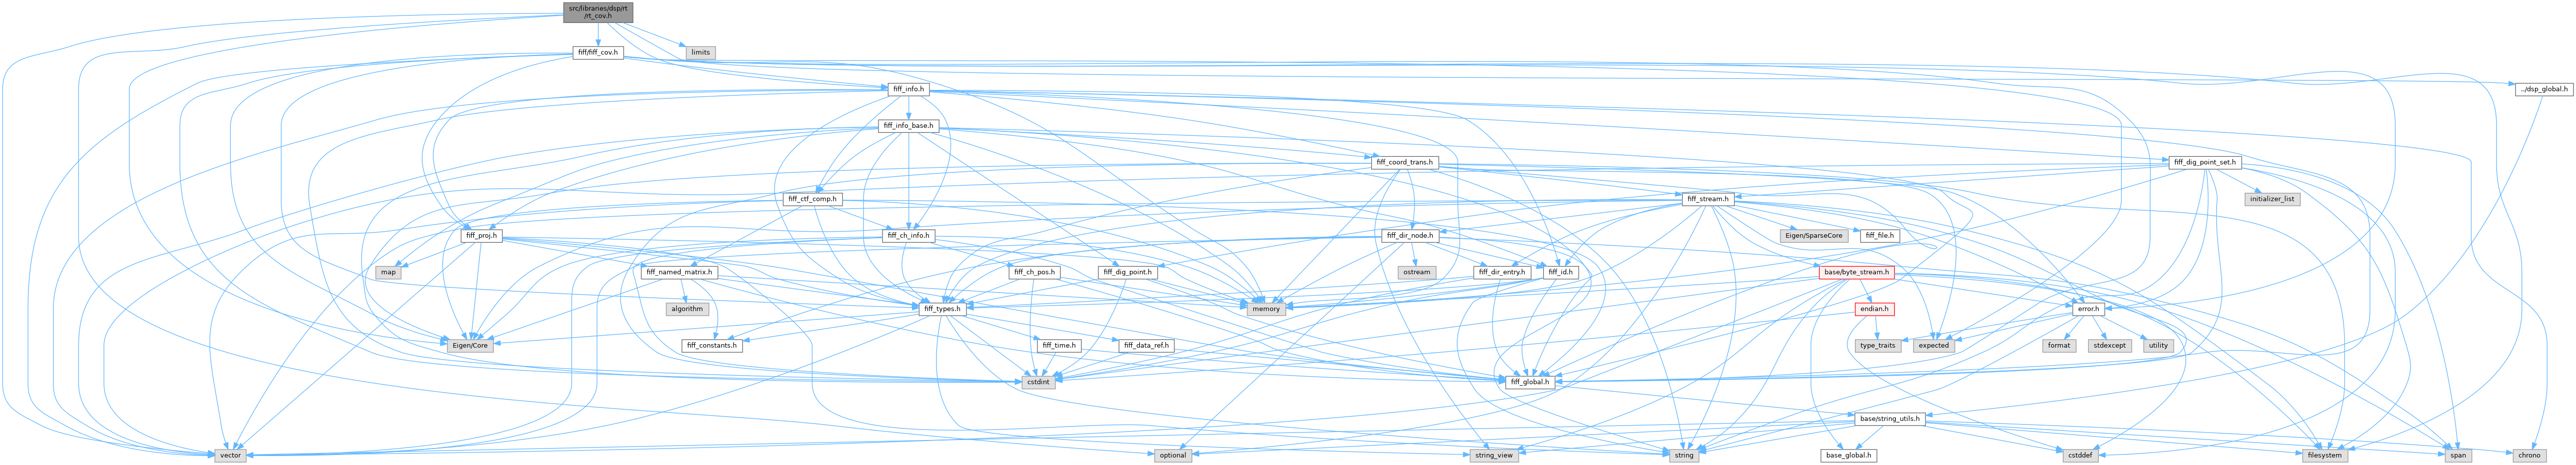 src/libraries/dsp/rt
/rt_cov.h
fiff/fiff_cov.h
limits
fiff_info.h
../dsp_global.h
fiff_info_base.h
fiff_coord_trans.h
fiff_dig_point_set.h
fiff_ctf_comp.h
fiff_stream.h
initializer_list
fiff_proj.h
fiff_ch_info.h
fiff_dir_node.h
Eigen/SparseCore
fiff_file.h
map
fiff_named_matrix.h
fiff_ch_pos.h
fiff_dig_point.h
ostream
fiff_dir_entry.h
fiff_id.h
base/byte_stream.h
algorithm
fiff_types.h
memory
endian.h
error.h
Eigen/Core
fiff_constants.h
fiff_time.h
fiff_data_ref.h
type_traits
expected
format
stdexcept
utility
cstdint
fiff_global.h
base/string_utils.h
vector
optional
string_view
string
base_global.h
cstddef
filesystem
span
chrono